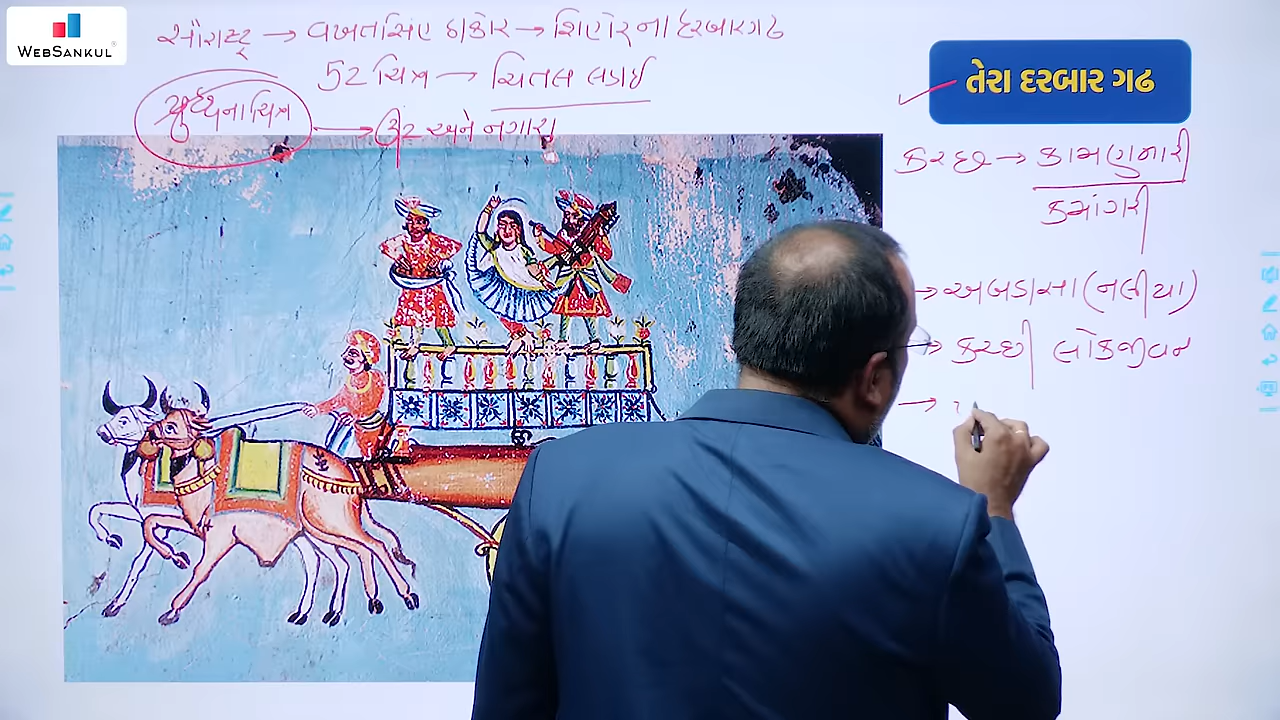 WEBSANKUL
સૌરાષ્ટ્ર → વખતસિંહ ઠાકોર → શિહોરના દરબારગઢ
52 ચિત્ર → ચિતલ લડાઈ
યુદ્ધના ચિત્ર → ઊંટ અને નગારા
તેરા દરબાર ગઢ
કચ્છ → કામણગારી
કમાંગરી
→ અબડાસા (નલીયા)
→ કચ્છી લોકજીવન
→